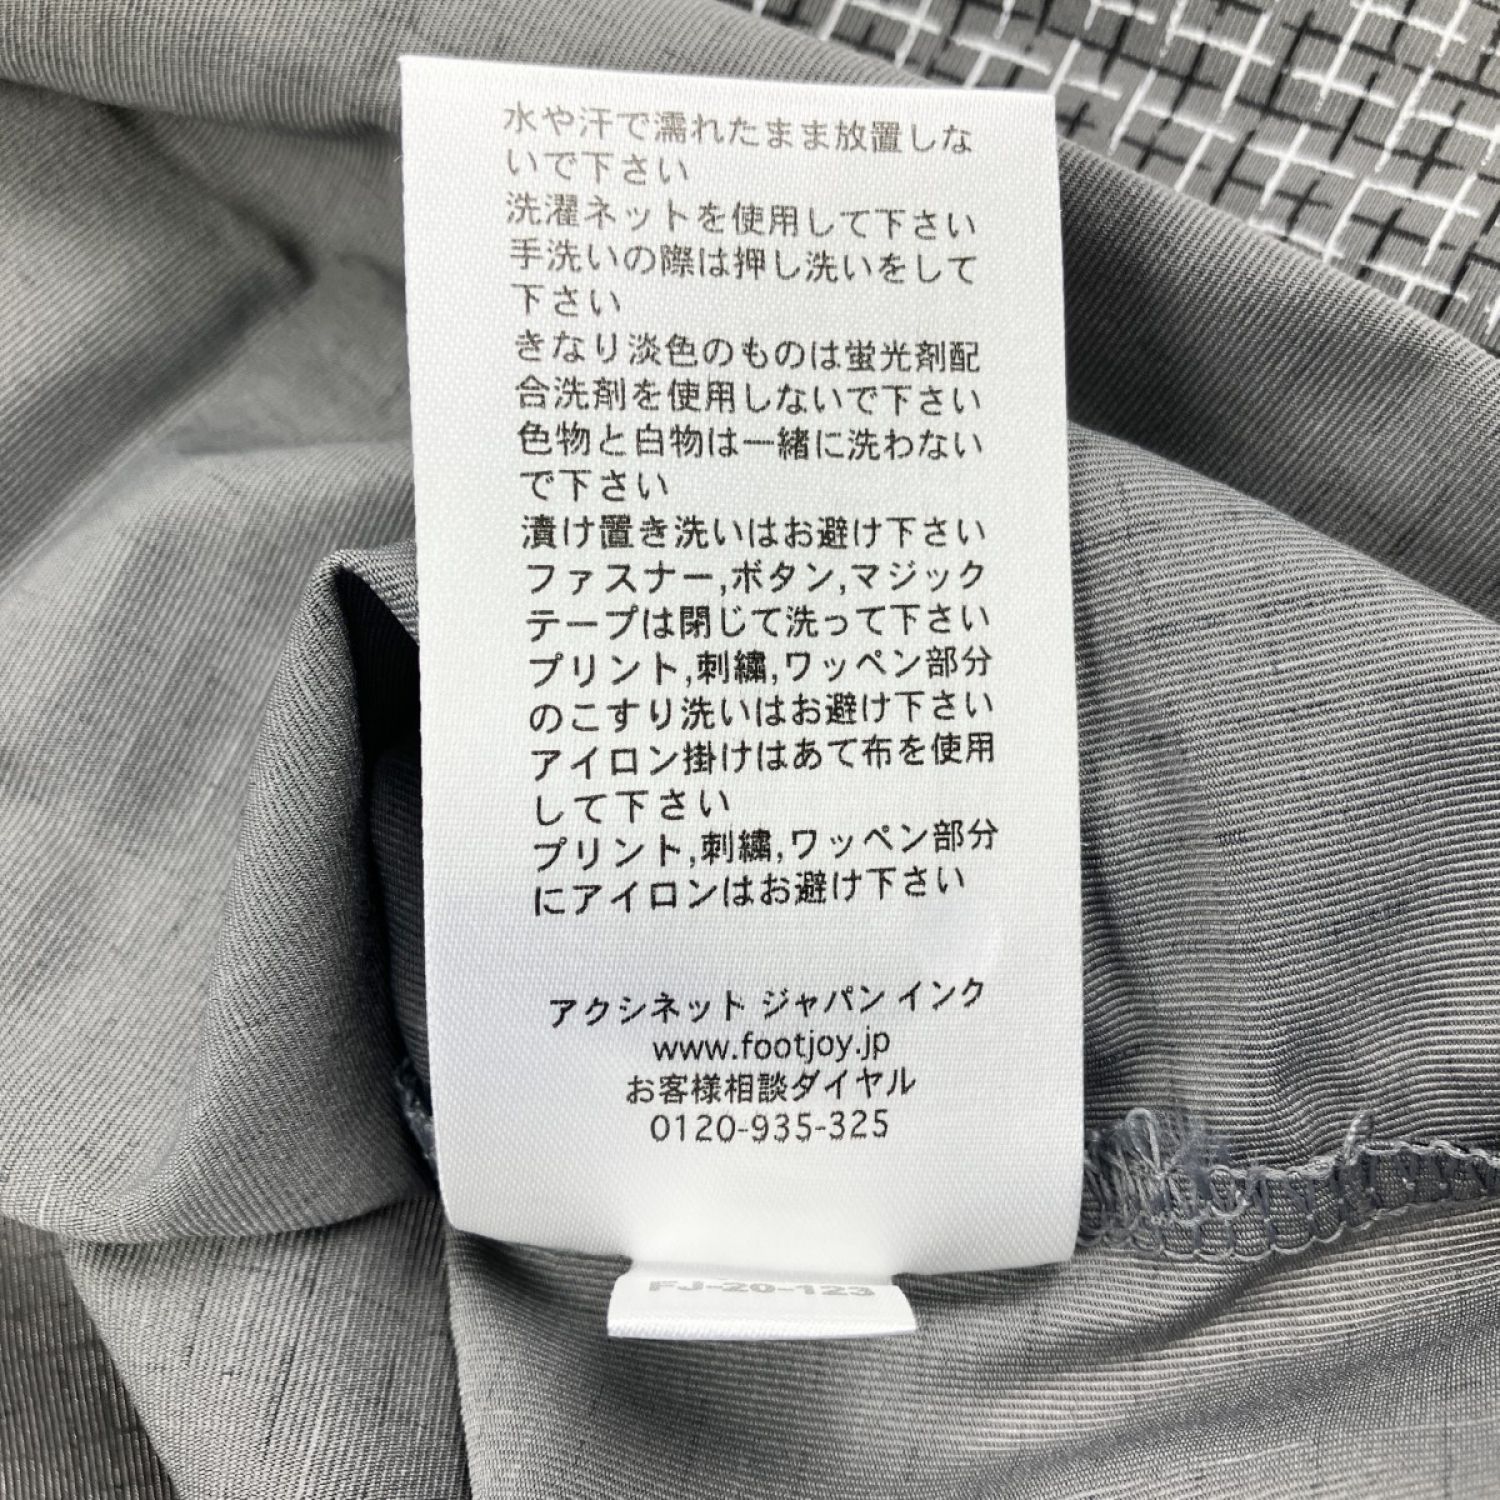 水や汗で濡れたまま放置しな
いで下さい
洗濯ネットを使用して下さい
手洗いの際は押し洗いをして
下さい
きなり淡色のものは蛍光剤配
合洗剤を使用しないで下さい
色物と白物は一緒に洗わない
で下さい
漬け置き洗いはお避け下さい
ファスナー,ボタン,マジック
テープは閉じて洗って下さい
プリント,刺繍,ワッペン部分
のこすり洗いはお避け下さい
アイロン掛けはあて布を使用
して下さい
プリント,刺繍,ワッペン部分
にアイロンはお避け下さい
アクシネット ジャパン インク
www.footjoy.jp
お客様相談ダイヤル
0120-935-325
FJ-20-123